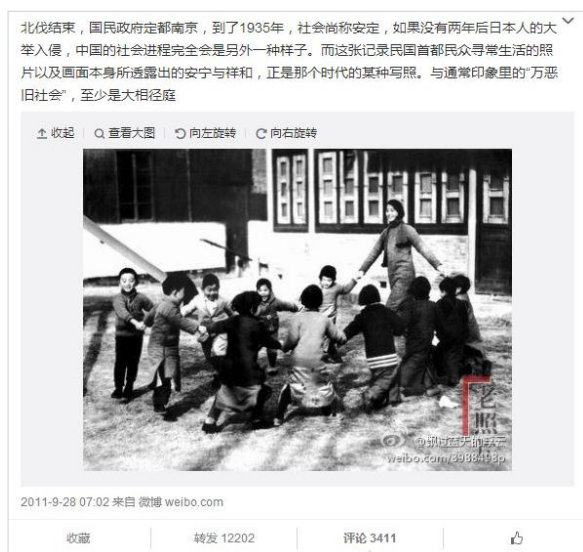 北伐结束，国民政府定都南京，到了1935年，社会尚称安定，如果没有两年后日本人的大
举入侵，中国的社会进程完全会是另外一种样子。而这张记录民国首都民众寻常生活的照
片以及画面本身所透露出的安宁与祥和，正是那个时代的某种写照。与通常印象里的“万恶
旧社会”，至少是大相径庭
收起 查看大图 向左旋转 向右旋转
老照
weibo.com/8988498p
2011-9-28 07:02 来自 微博 weibo.com
收藏 转发 12202 评论 3411